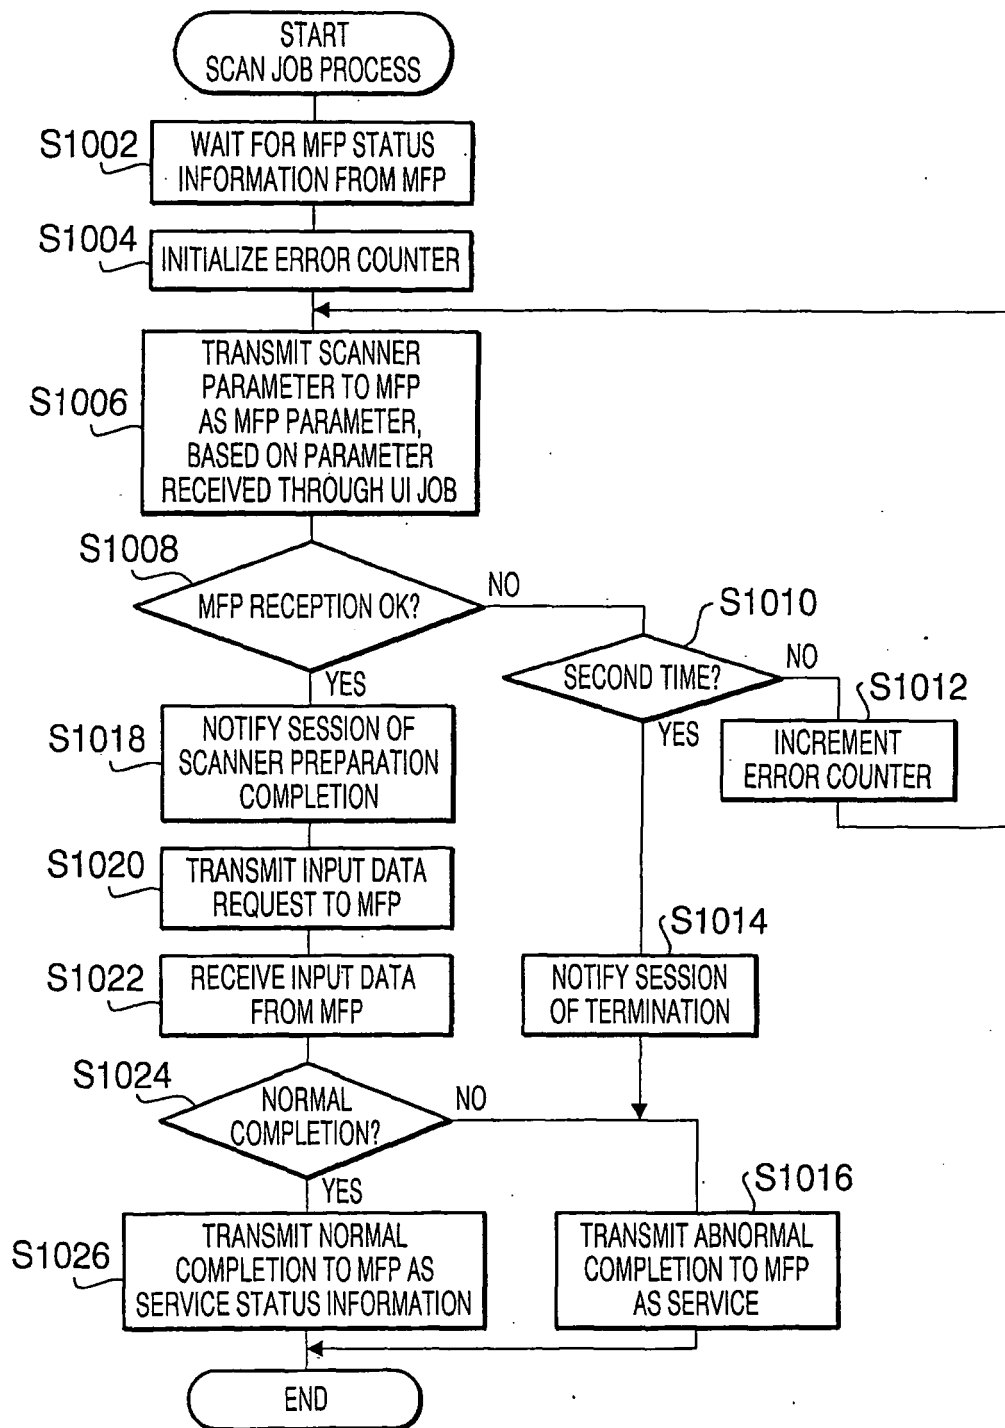 START
SCAN JOB PROCESS
S1002
WAIT FOR MFP STATUS
INFORMATION FROM MFP
S1004
INITIALIZE ERROR COUNTER
S1006
TRANSMIT SCANNER
PARAMETER TO MFP
AS MFP PARAMETER,
BASED ON PARAMETER
RECEIVED THROUGH UI JOB
S1008
MFP RECEPTION OK?
NO
YES
S1010
SECOND TIME?
NO
YES
S1012
INCREMENT
ERROR COUNTER
S1018
NOTIFY SESSION OF
SCANNER PREPARATION
COMPLETION
S1020
TRANSMIT INPUT DATA
REQUEST TO MFP
S1014
NOTIFY SESSION
OF TERMINATION
S1022
RECEIVE INPUT DATA
FROM MFP
S1024
NORMAL
COMPLETION?
NO
YES
S1016
TRANSMIT ABNORMAL
COMPLETION TO MFP
AS SERVICE
S1026
TRANSMIT NORMAL
COMPLETION TO MFP AS
SERVICE STATUS INFORMATION
END